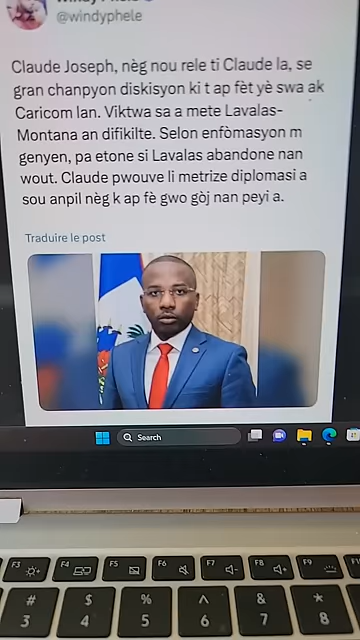 @windyphele
Claude Joseph, nèg nou rele ti Claude la, se
gran chanpyon diskisyon ki t ap fèt yè swa ak
Caricom lan. Viktwa sa a mete Lavalas-
Montana an difikilte. Selon enfòmasyon m
genyen, pa etone si Lavalas abandone nan
wout. Claude pwouve li metrize diplomasi a
sou anpil nèg k ap fè gwo gòj nan peyi a.
Traduire le post
Search
F3 F4 F5 F6 F7 F8 F9
# $ % ^ & *
3 4 5 6 7 8